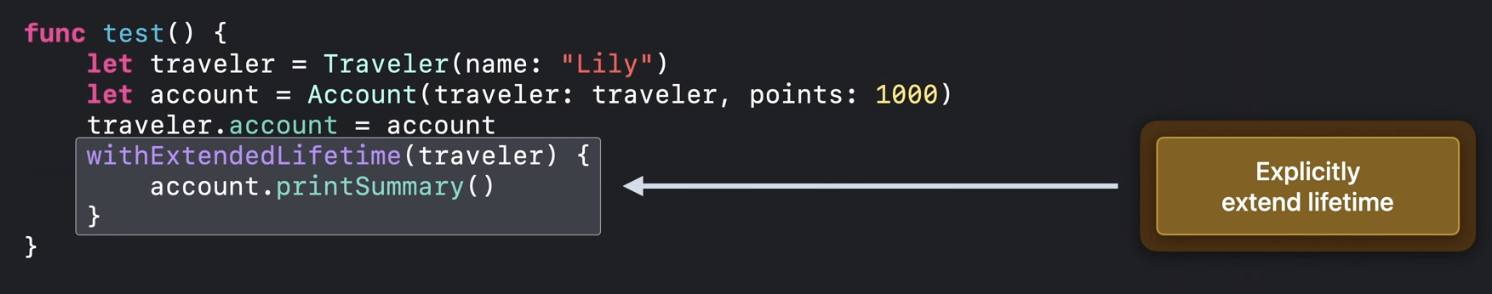 func test() {
    let traveler = Traveler(name: "Lily")
    let account = Account(traveler: traveler, points: 1000)
    traveler.account = account
    withExtendedLifetime(traveler) {
        account.printSummary()
    }
}
Explicitly
extend lifetime